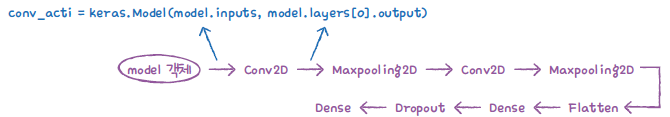 conv_acti = keras.Model(model.inputs, model.layers[0].output)
model 객체 Conv2D Maxpooling2D Conv2D Maxpooling2D
Dense Dropout Dense Flatten